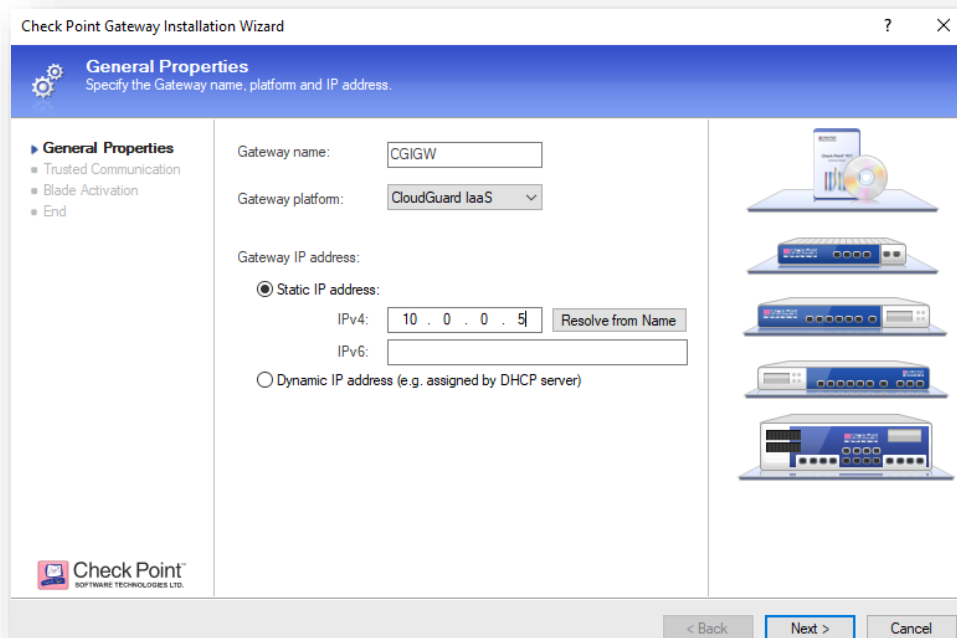 Check Point Gateway Installation Wizard
? ×
General Properties
Specify the Gateway name, platform and IP address.
General Properties
Trusted Communication
Blade Activation
End
Gateway name: CGIGW
Gateway platform: CloudGuard IaaS
Gateway IP address:
Static IP address:
IPv4: 10 . 0 . 0 . 5 Resolve from Name
IPv6:
Dynamic IP address (e.g. assigned by DHCP server)
Check Point
SOFTWARE TECHNOLOGIES LTD.
< Back Next > Cancel